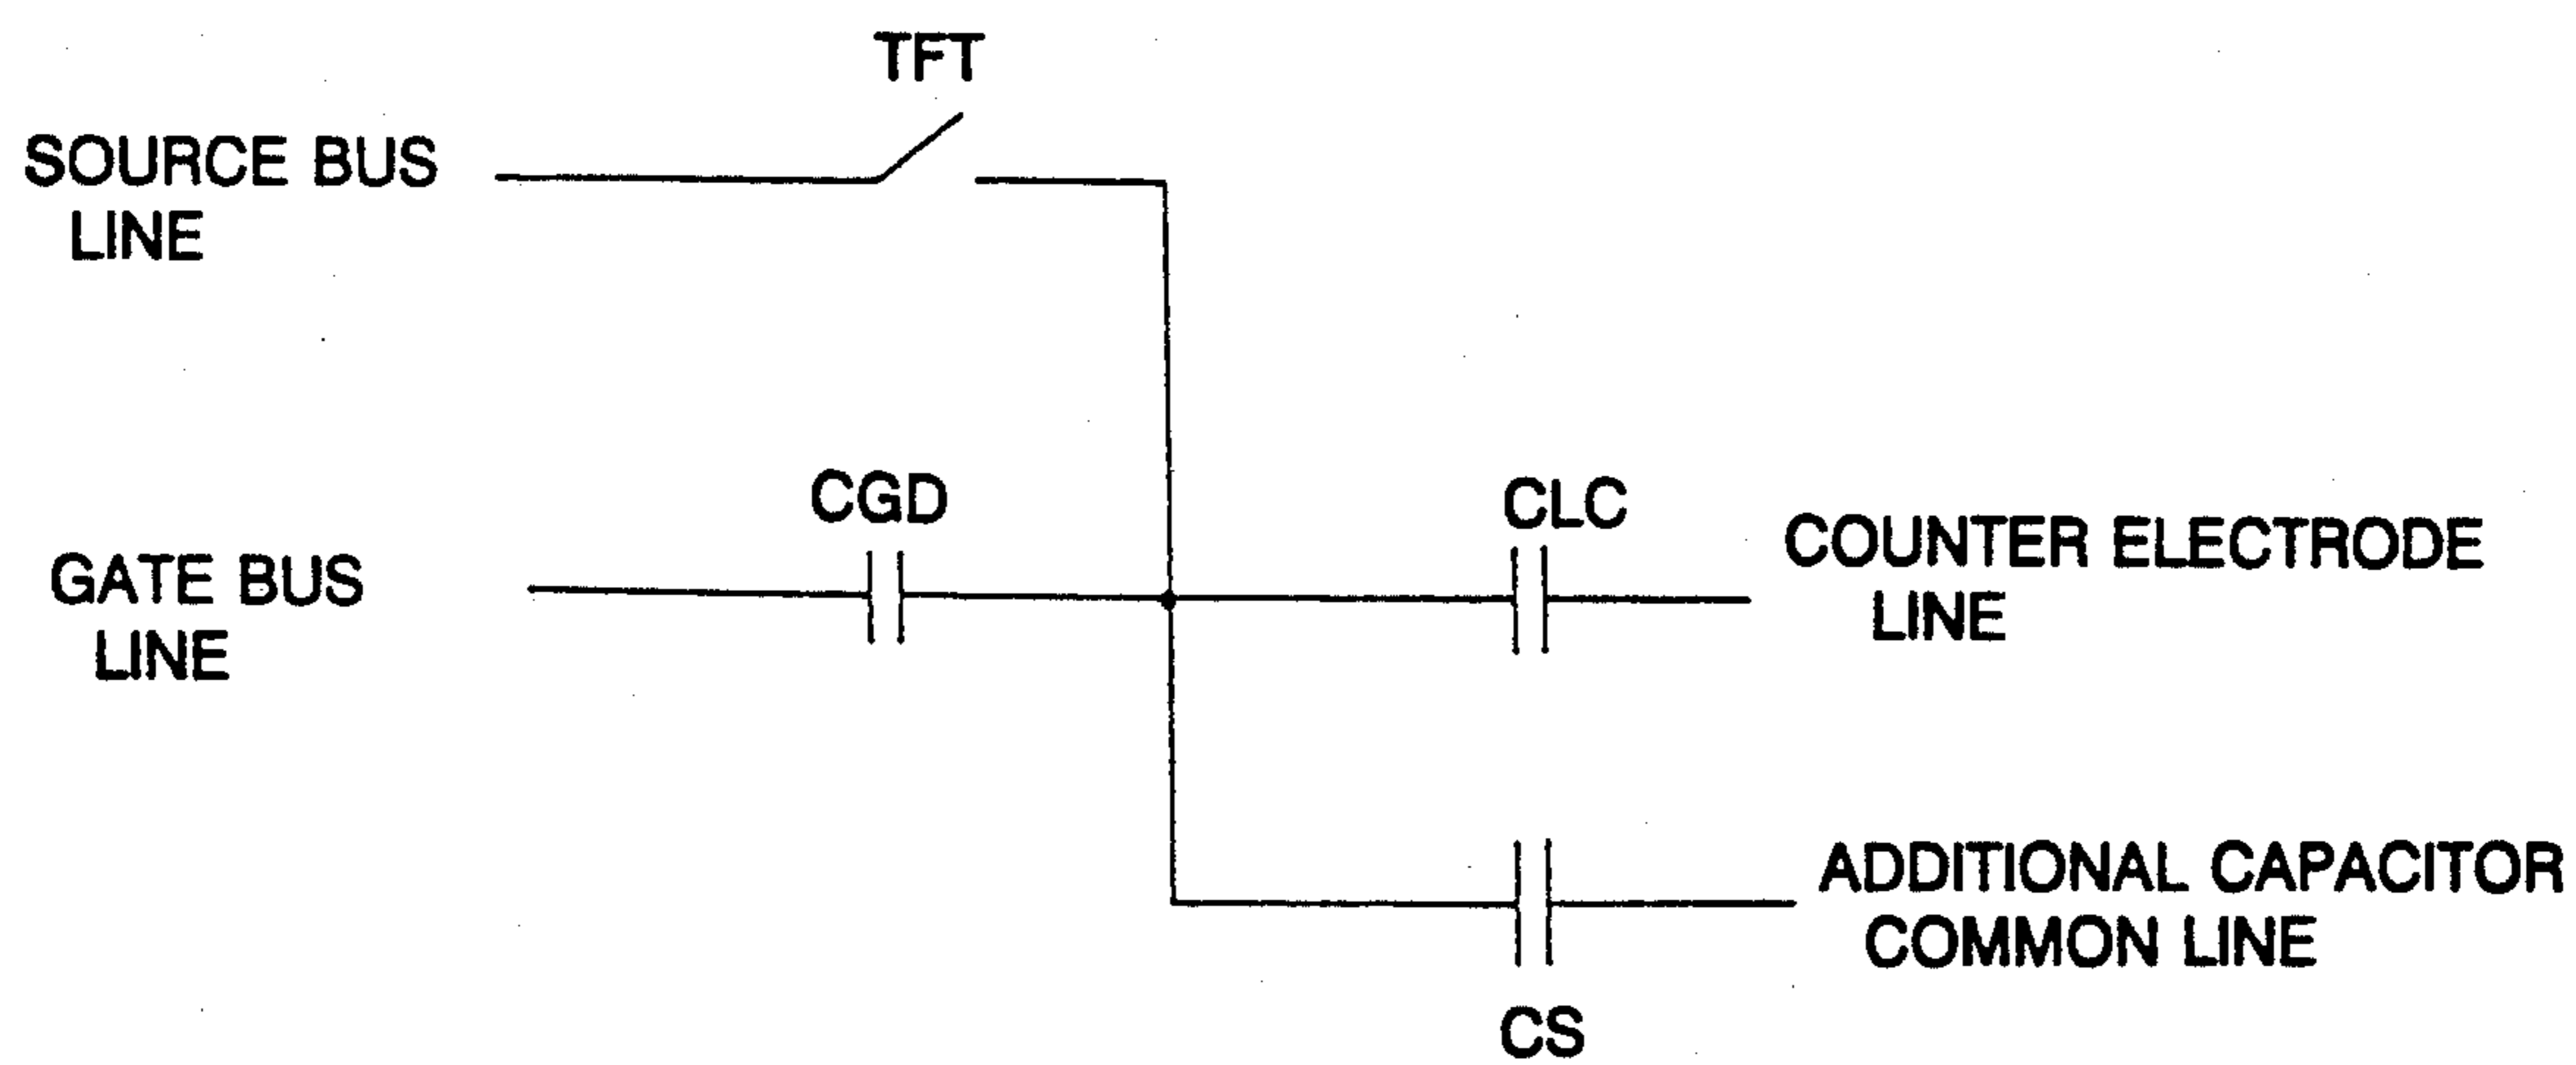 TFT
SOURCE BUS
LINE
CGD
CLC
GATE BUS
LINE
COUNTER ELECTRODE
LINE
ADDITIONAL CAPACITOR
COMMON LINE
CS